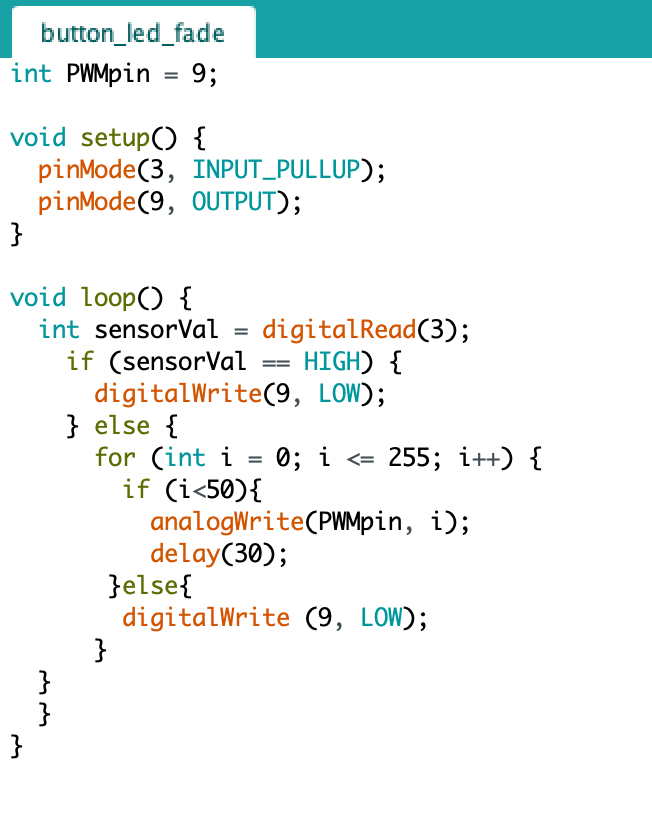 button_led_fade
int PWMpin = 9;

void setup() {
  pinMode(3, INPUT_PULLUP);
  pinMode(9, OUTPUT);
}

void loop() {
  int sensorVal = digitalRead(3);
    if (sensorVal == HIGH) {
      digitalWrite(9, LOW);
    } else {
      for (int i = 0; i <= 255; i++) {
        if (i<50){
          analogWrite(PWMpin, i);
          delay(30);
       }else{
        digitalWrite (9, LOW);
      }
  }
  }
}